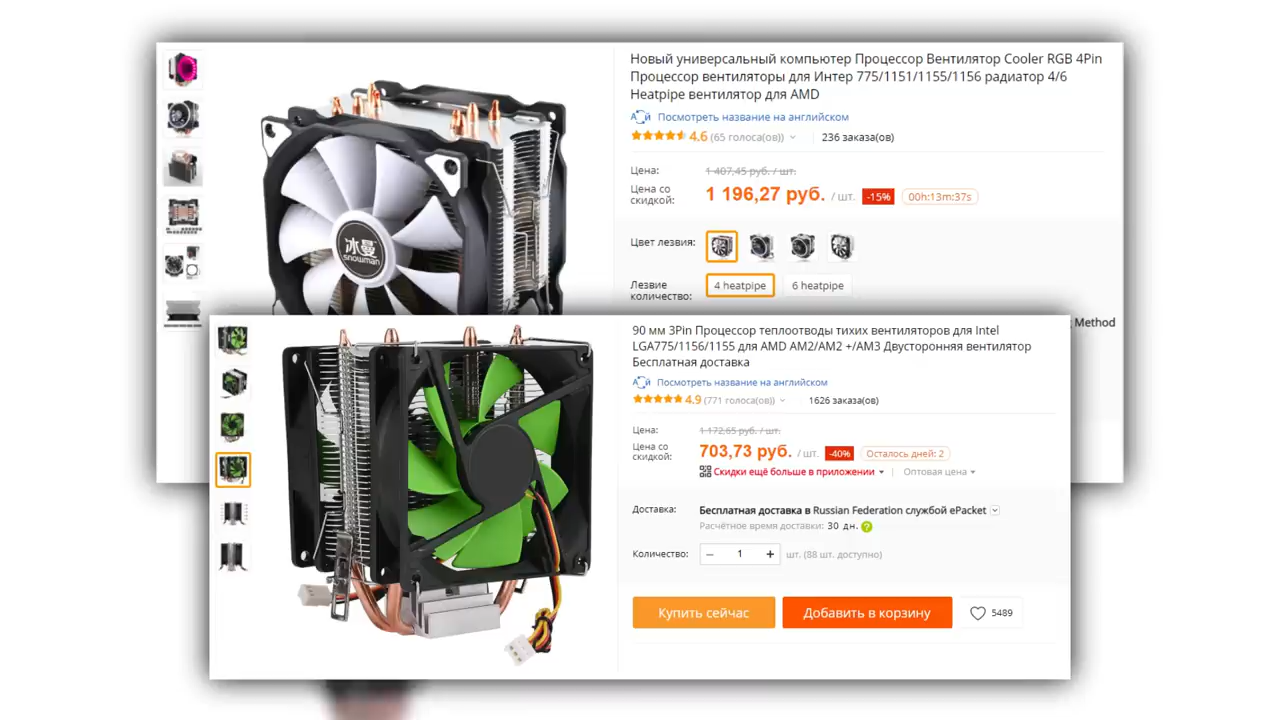 Новый универсальный компьютер Процессор Вентилятор Cooler RGB 4Pin
Процессор вентиляторы для Интер 775/1151/1155/1156 радиатор 4/6
Heatpipe вентилятор для AMD
Посмотреть название на английском
4.6 (65 голоса(ов)) 236 заказа(ов)
Цена: 1 407,45 руб. / шт.
Цена со скидкой: 1 196,27 руб. / шт. -15% 00h:13m:37s
Цвет лезвия:
Лезвие количество: 4 heatpipe 6 heatpipe
冰曼
snowman
Method
90 мм 3Pin Процессор теплоотводы тихих вентиляторов для Intel
LGA775/1156/1155 для AMD AM2/AM2 +/AM3 Двусторонняя вентилятор
Бесплатная доставка
Посмотреть название на английском
4.9 (771 голоса(ов)) 1626 заказа(ов)
Цена: 1 172,65 руб. / шт.
Цена со скидкой: 703,73 руб. / шт. -40% Осталось дней: 2
Скидки ещё больше в приложении Оптовая цена
Доставка: Бесплатная доставка в Russian Federation службой ePacket
Расчётное время доставки: 30 дн. ?
Количество: − 1 + шт. (88 шт. доступно)
Купить сейчас Добавить в корзину 5489